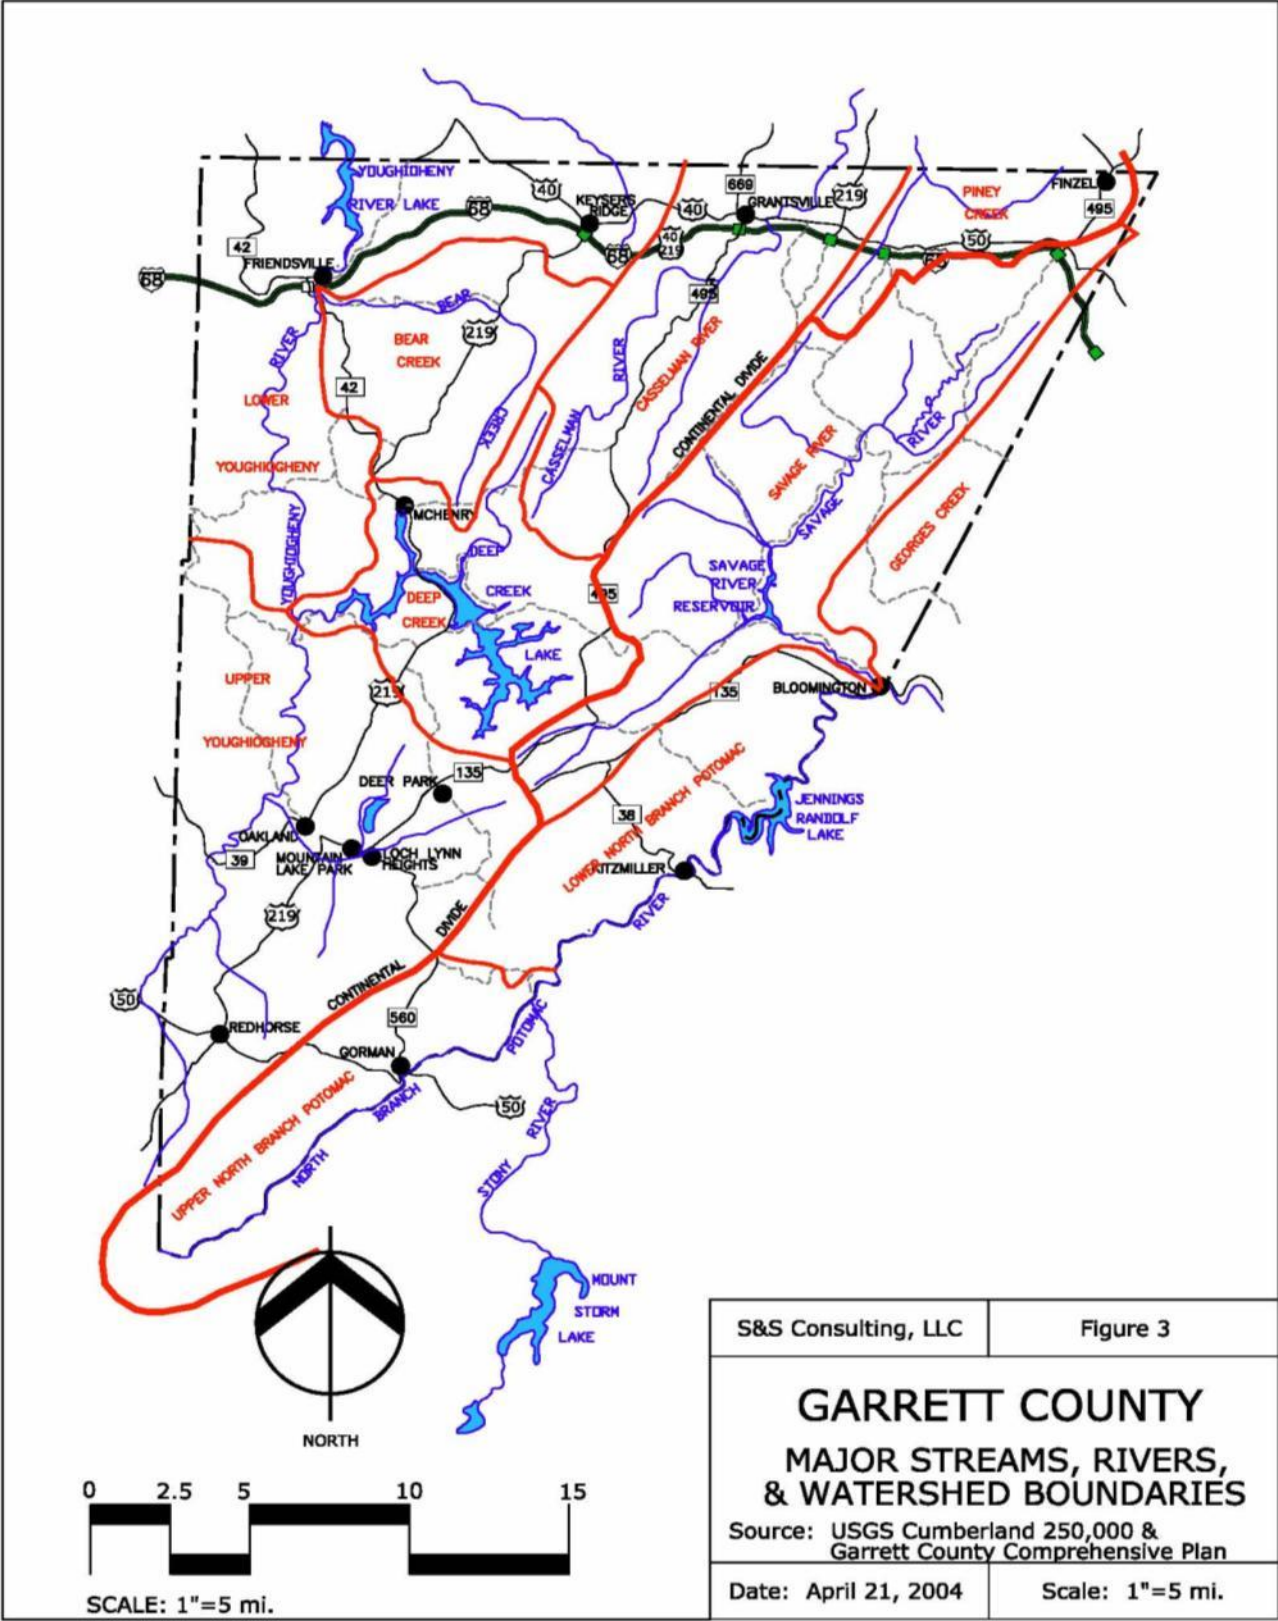 YOUGHIOHENY
RIVER LAKE
68
40
KEYSERS
RIDGE
40
669
GRANTSVILLE
219
PINEY
CREEK
FINZEL
495
42
FRIENDSVILLE
68
68
40
219
50
68
495
BEAR
RIVER
BEAR
CREEK
219
42
LOWER
CREEK
RIVER
CASSELMAN RIVER
CONTINENTAL DIVIDE
CASSELMAN
YOUGHIOGHENY
SAVAGE RIVER
RIVER
SAVAGE
GEORGES CREEK
MCHENRY
YOUGHIOGHENY
DEEP
CREEK
LAKE
DEEP
CREEK
495
SAVAGE
RIVER
RESERVOIR
UPPER
YOUGHIOGHENY
219
135
BLOOMINGTON
DEER PARK
135
OAKLAND
39
MOUNTAIN
LAKE PARK
LOCH LYNN
HEIGHTS
38
LOWER NORTH BRANCH POTOMAC
JENNINGS
RANDOLF
LAKE
KITZMILLER
RIVER
219
CONTINENTAL
DIVIDE
50
REDHORSE
560
GORMAN
POTOMAC
BRANCH
50
UPPER NORTH BRANCH POTOMAC
NORTH
RIVER
STONY
MOUNT
STORM
LAKE
NORTH
0 2.5 5 10 15
SCALE: 1"=5 mi.
S&S Consulting, LLC
Figure 3
GARRETT COUNTY
MAJOR STREAMS, RIVERS,
& WATERSHED BOUNDARIES
Source: USGS Cumberland 250,000 &
Garrett County Comprehensive Plan
Date: April 21, 2004
Scale: 1"=5 mi.